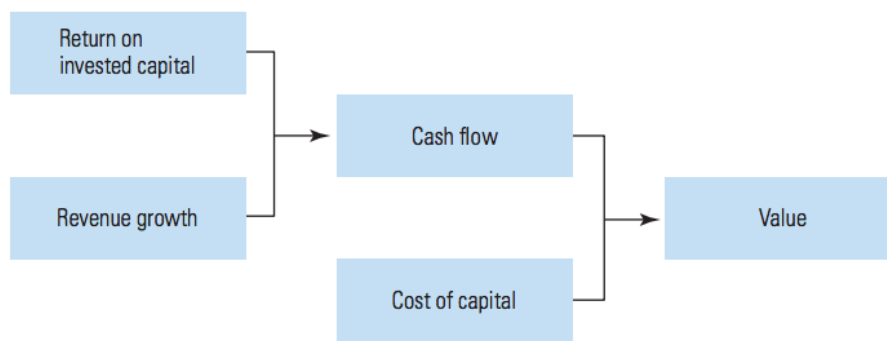 Return on
invested capital
Cash flow
Revenue growth
Value
Cost of capital